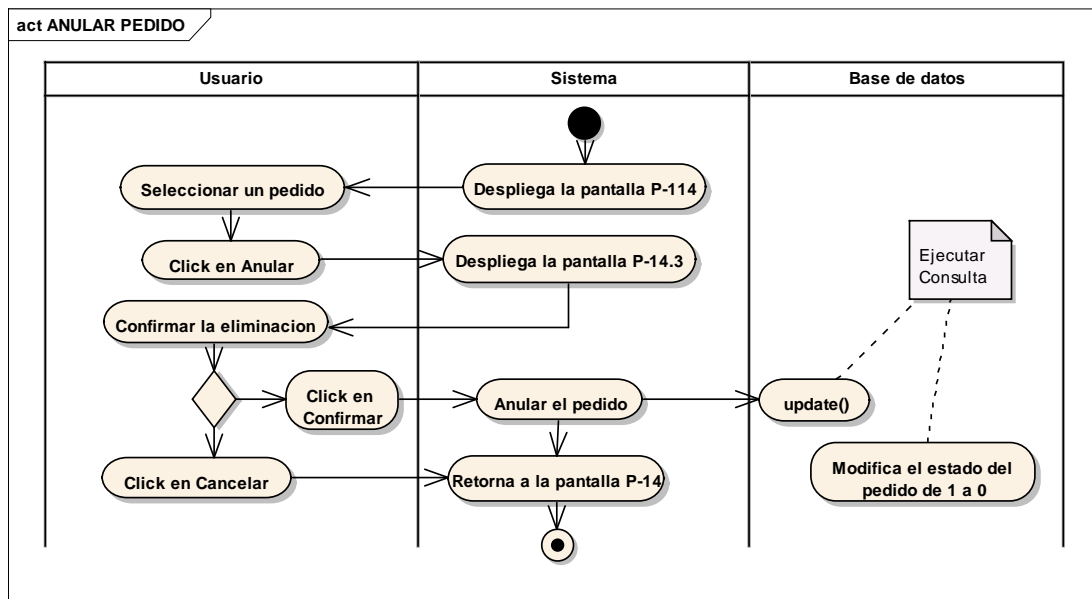 act ANULAR PEDIDO
Usuario
Sistema
Base de datos
Despliega la pantalla P-114
Seleccionar un pedido
Click en Anular
Despliega la pantalla P-14.3
Ejecutar
Consulta
Confirmar la eliminacion
Click en
Confirmar
Anular el pedido
update()
Click en Cancelar
Retorna a la pantalla P-14
Modifica el estado del
pedido de 1 a 0